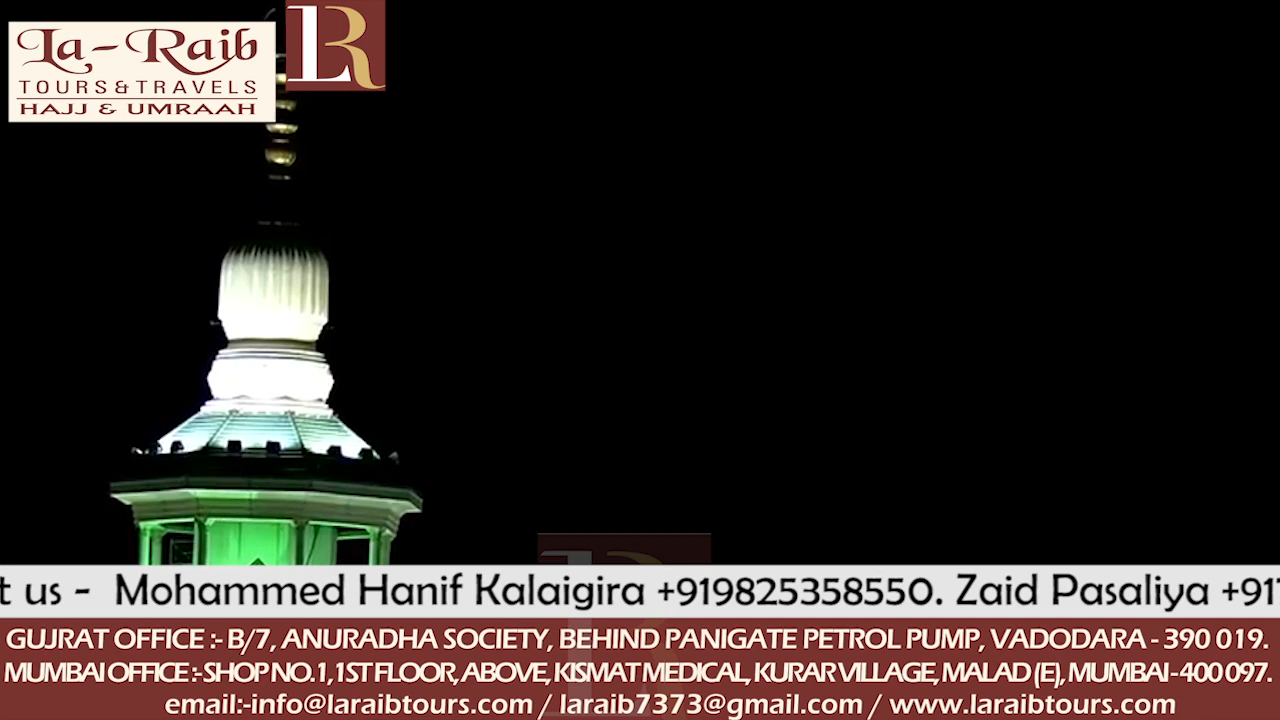 La-Raib
TOURS & TRAVELS
HAJJ & UMRAAH
LR
t us - Mohammed Hanif Kalaigira +919825358550. Zaid Pasaliya +91
GUJRAT OFFICE :- B/7, ANURADHA SOCIETY, BEHIND PANIGATE PETROL PUMP, VADODARA - 390 019.
MUMBAI OFFICE :- SHOP NO. 1, 1ST FLOOR, ABOVE, KISMAT MEDICAL, KURAR VILLAGE, MALAD (E), MUMBAI - 400 097.
email:-info@laraibtours.com / laraib7373@gmail.com / www.laraibtours.com